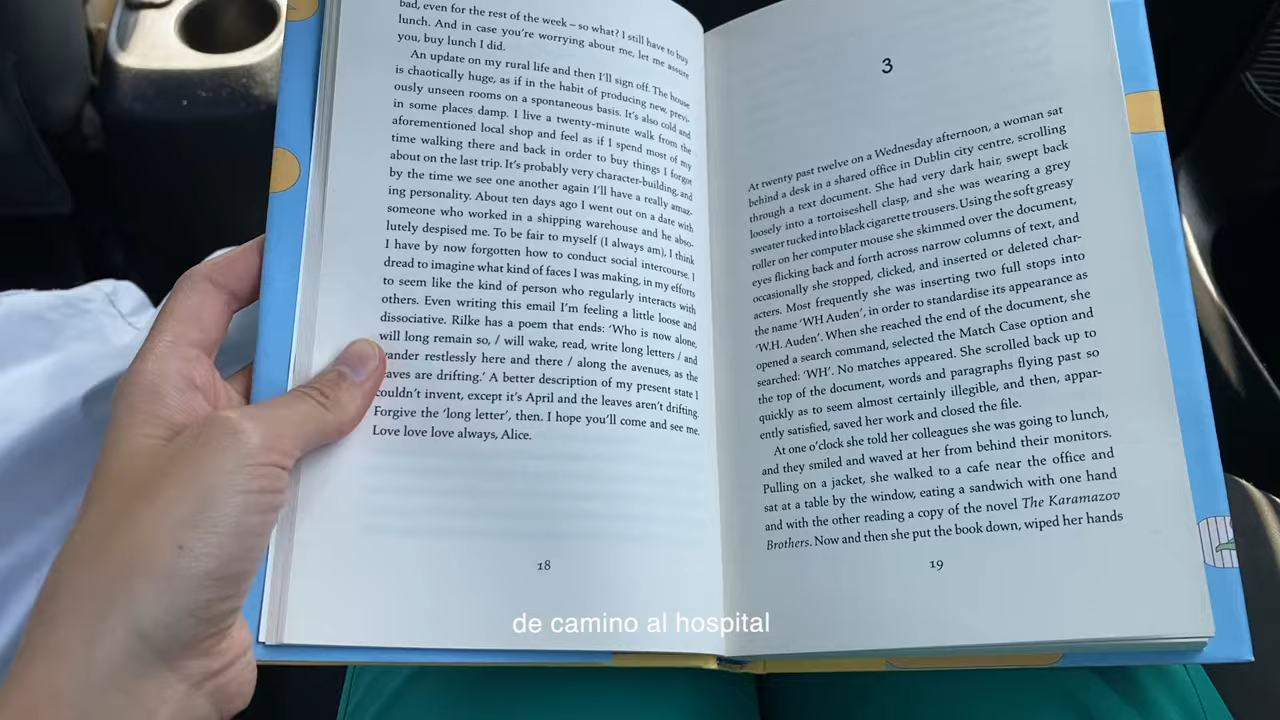 bad, even for the rest of the week – so what? I still have to buy
lunch. And in case you're worrying about me, let me assure
you, buy lunch I did.
An update on my rural life and then I'll sign off. The house
is chaotically huge, as if in the habit of producing new, previ-
ously unseen rooms on a spontaneous basis. It's also cold and
in some places damp. I live a twenty-minute walk from the
aforementioned local shop and feel as if I spend most of my
time walking there and back in order to buy things I forgot
about on the last trip. It's probably very character-building, and
by the time we see one another again I'll have a really amaz-
ing personality. About ten days ago I went out on a date with
someone who worked in a shipping warehouse and he abso-
lutely despised me. To be fair to myself (I always am), I think
I have by now forgotten how to conduct social intercourse. I
dread to imagine what kind of faces I was making, in my efforts
to seem like the kind of person who regularly interacts with
others. Even writing this email I'm feeling a little loose and
dissociative. Rilke has a poem that ends: 'Who is now alone,
will long remain so, / will wake, read, write long letters / and
wander restlessly here and there / along the avenues, as the
leaves are drifting.' A better description of my present state I
couldn't invent, except it's April and the leaves aren't drifting.
Forgive the 'long letter', then. I hope you'll come and see me.
Love love love always, Alice.
18
3
At twenty past twelve on a Wednesday afternoon, a woman sat
behind a desk in a shared office in Dublin city centre, scrolling
through a text document. She had very dark hair, swept back
loosely into a tortoiseshell clasp, and she was wearing a grey
sweater tucked into black cigarette trousers. Using the soft greasy
roller on her computer mouse she skimmed over the document,
eyes flicking back and forth across narrow columns of text, and
occasionally she stopped, clicked, and inserted or deleted char-
acters. Most frequently she was inserting two full stops into
the name 'WH Auden', in order to standardise its appearance as
'W.H. Auden'. When she reached the end of the document, she
opened a search command, selected the Match Case option and
searched: 'WH'. No matches appeared. She scrolled back up to
the top of the document, words and paragraphs flying past so
quickly as to seem almost certainly illegible, and then, appar-
ently satisfied, saved her work and closed the file.
At one o'clock she told her colleagues she was going to lunch,
and they smiled and waved at her from behind their monitors.
Pulling on a jacket, she walked to a cafe near the office and
sat at a table by the window, eating a sandwich with one hand
and with the other reading a copy of the novel The Karamazov
Brothers. Now and then she put the book down, wiped her hands
19
de camino al hospital